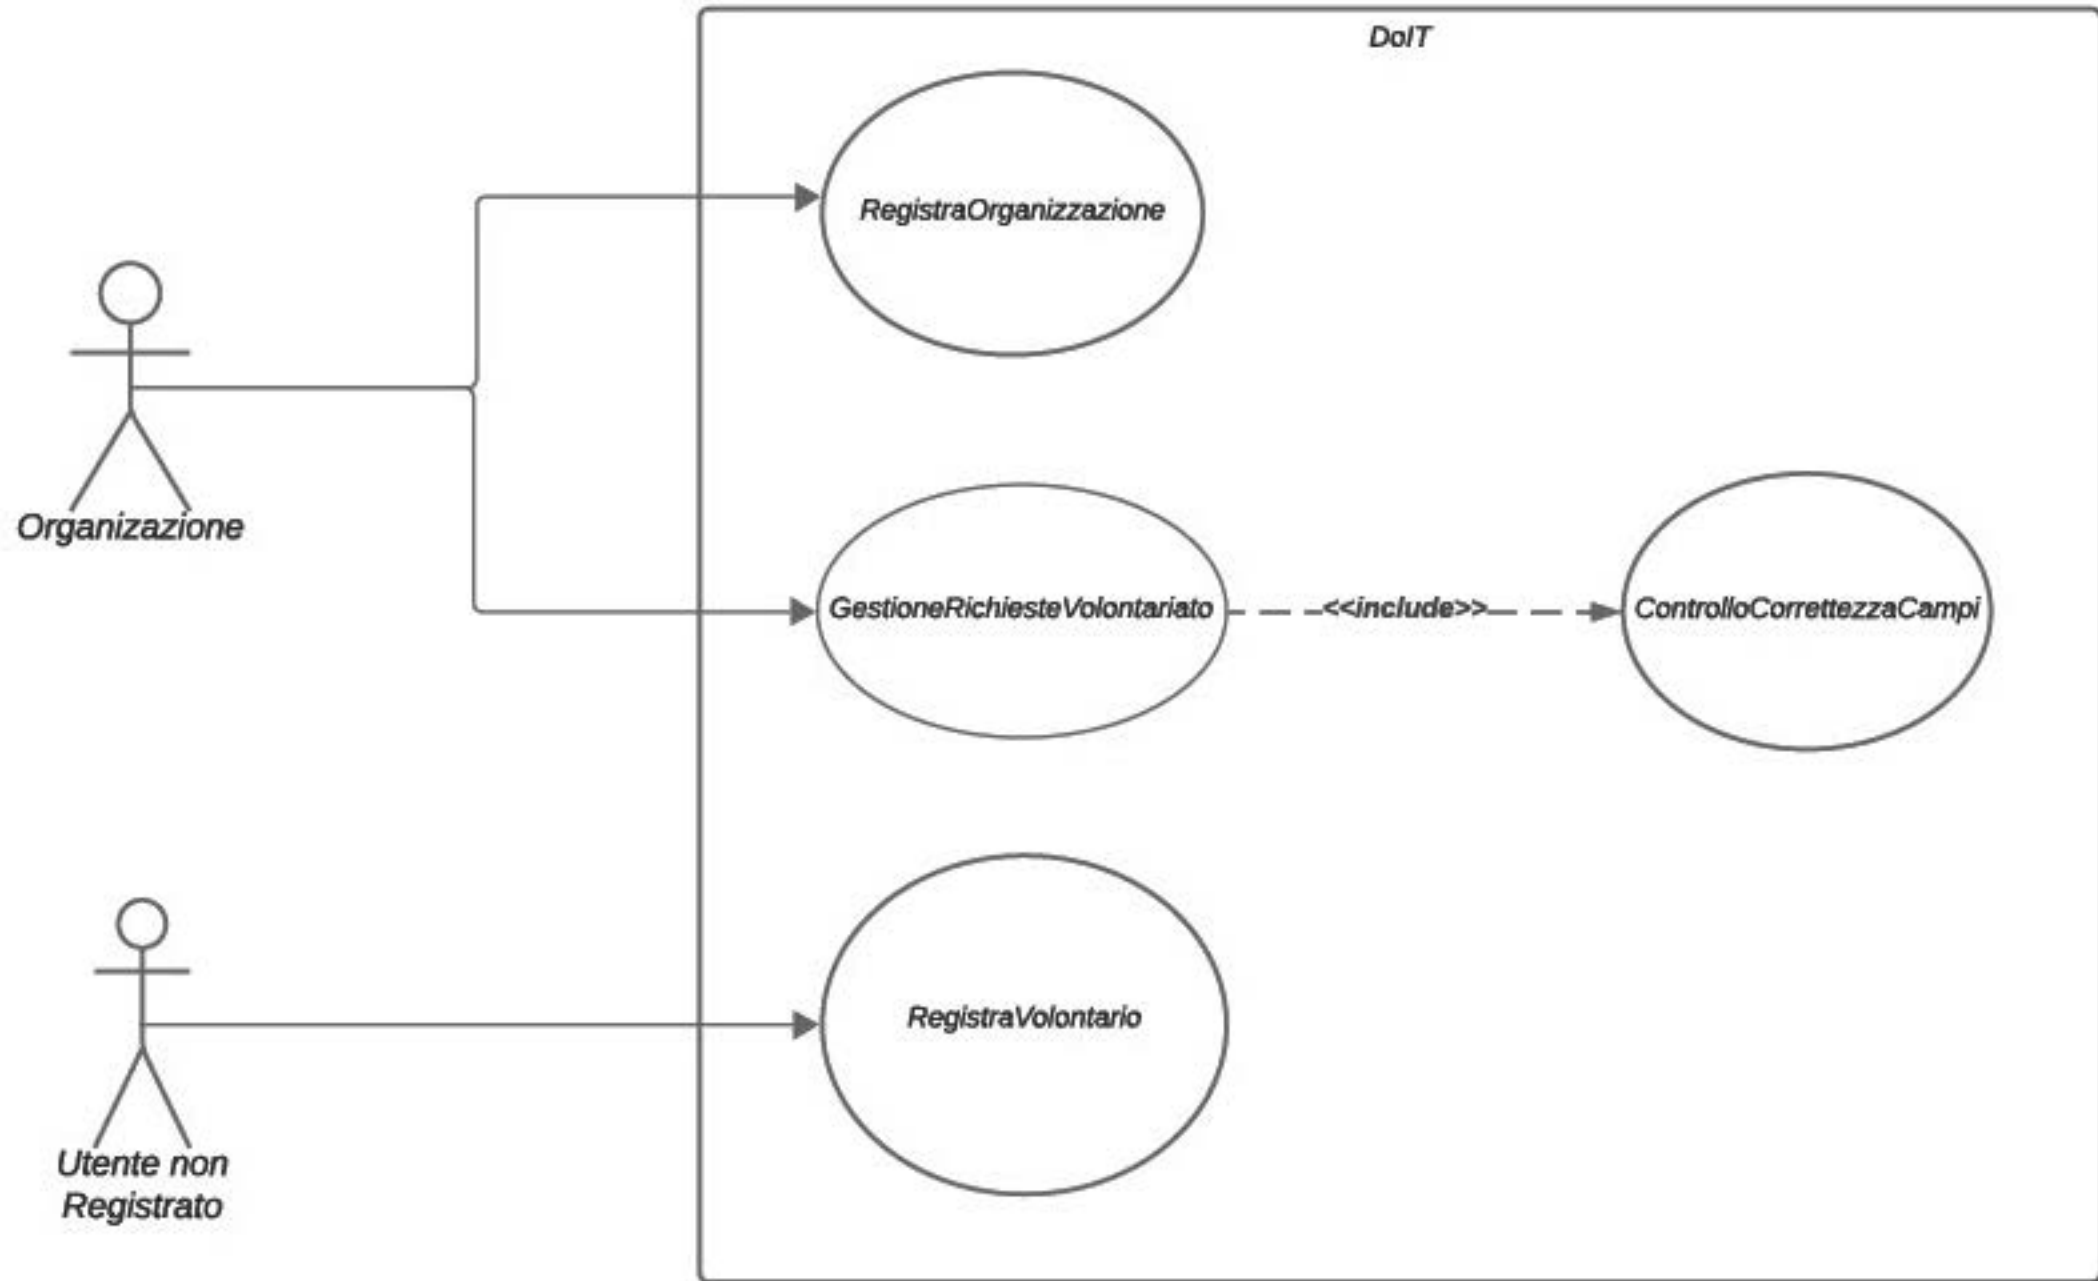 DoIT
RegistraOrganizzazione
Organizazione
GestioneRichiesteVolontariato
<<include>>
ControlloCorrettezzaCampi
RegistraVolontario
Utente non
Registrato